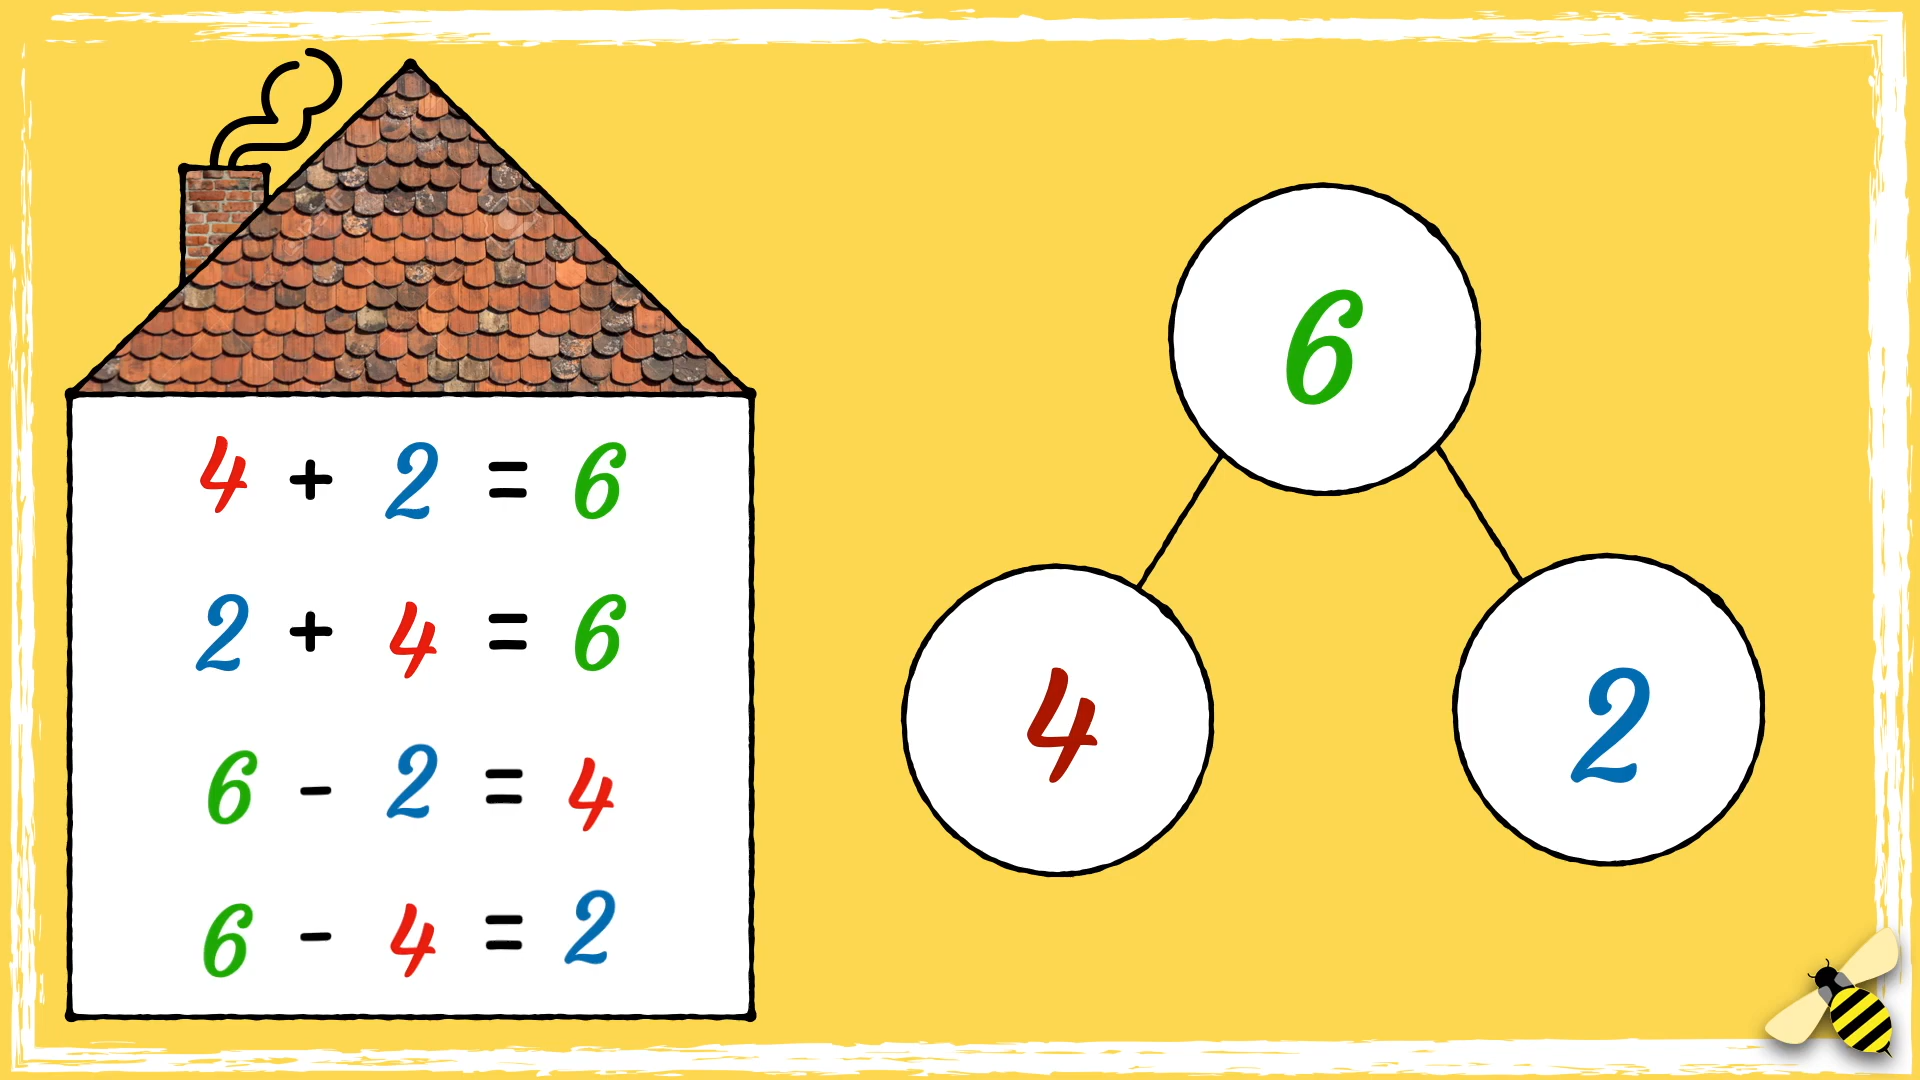 4 + 2 = 6
2 + 4 = 6
6 - 2 = 4
6 - 4 = 2
6
4 2